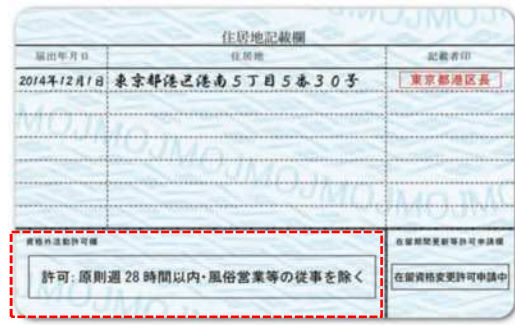 住居地記載欄
届出年月日 住居地 記載者印
2014年12月1日 東京都港区港南5丁目5番30号 東京都港区長
MOJMOJMOJMOJMOJMO
資格外活動許可欄 在留期間更新等許可申請欄
許可:原則週28時間以内・風俗営業等の従事を除く 在留資格変更許可申請中